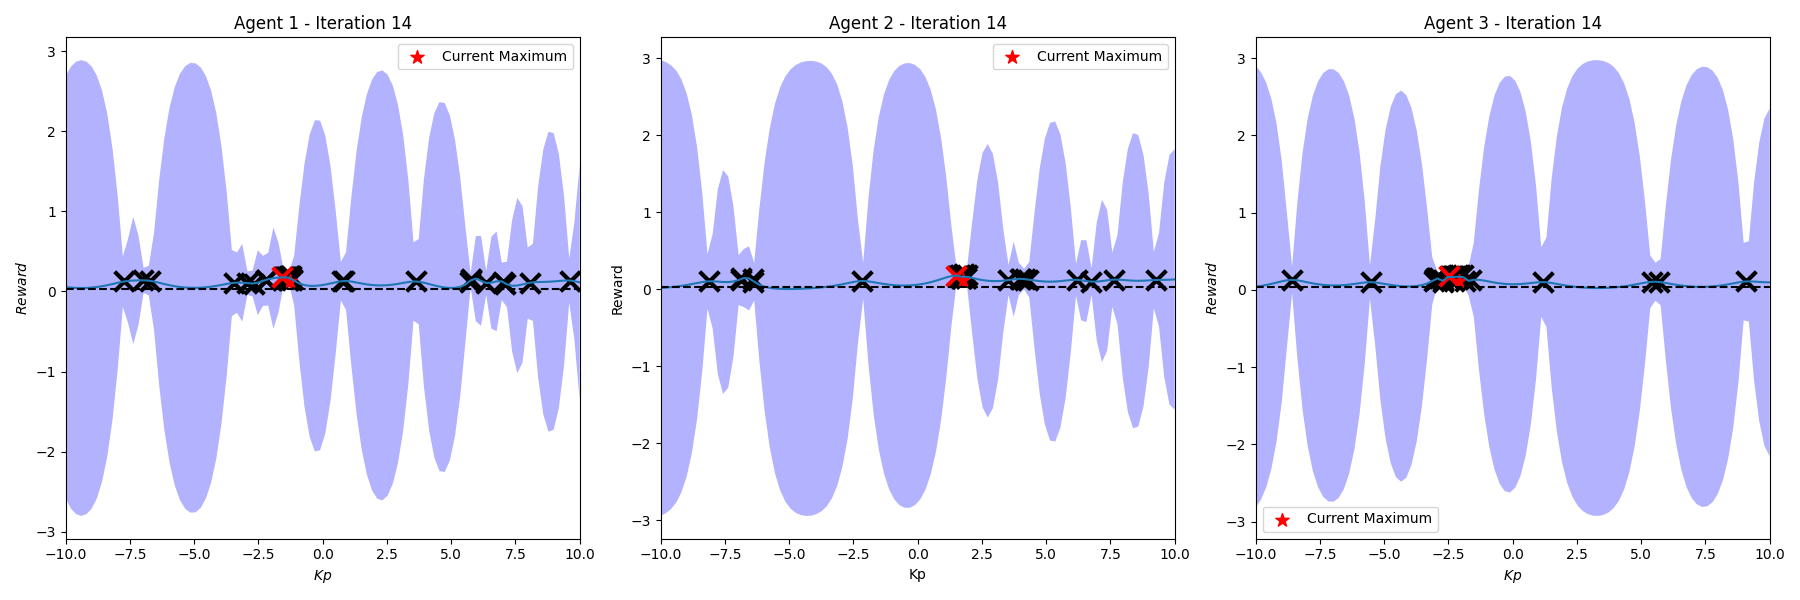 Agent 1 - Iteration 14
Current Maximum
Reward
3
2
1
0
−1
−2
−3
−10.0 −7.5 −5.0 −2.5 0.0 2.5 5.0 7.5 10.0
Kp
Agent 2 - Iteration 14
Current Maximum
Reward
3
2
1
0
−1
−2
−3
−10.0 −7.5 −5.0 −2.5 0.0 2.5 5.0 7.5 10.0
Kp
Agent 3 - Iteration 14
Reward
3
2
1
0
−1
−2
−3
Current Maximum
−10.0 −7.5 −5.0 −2.5 0.0 2.5 5.0 7.5 10.0
Kp